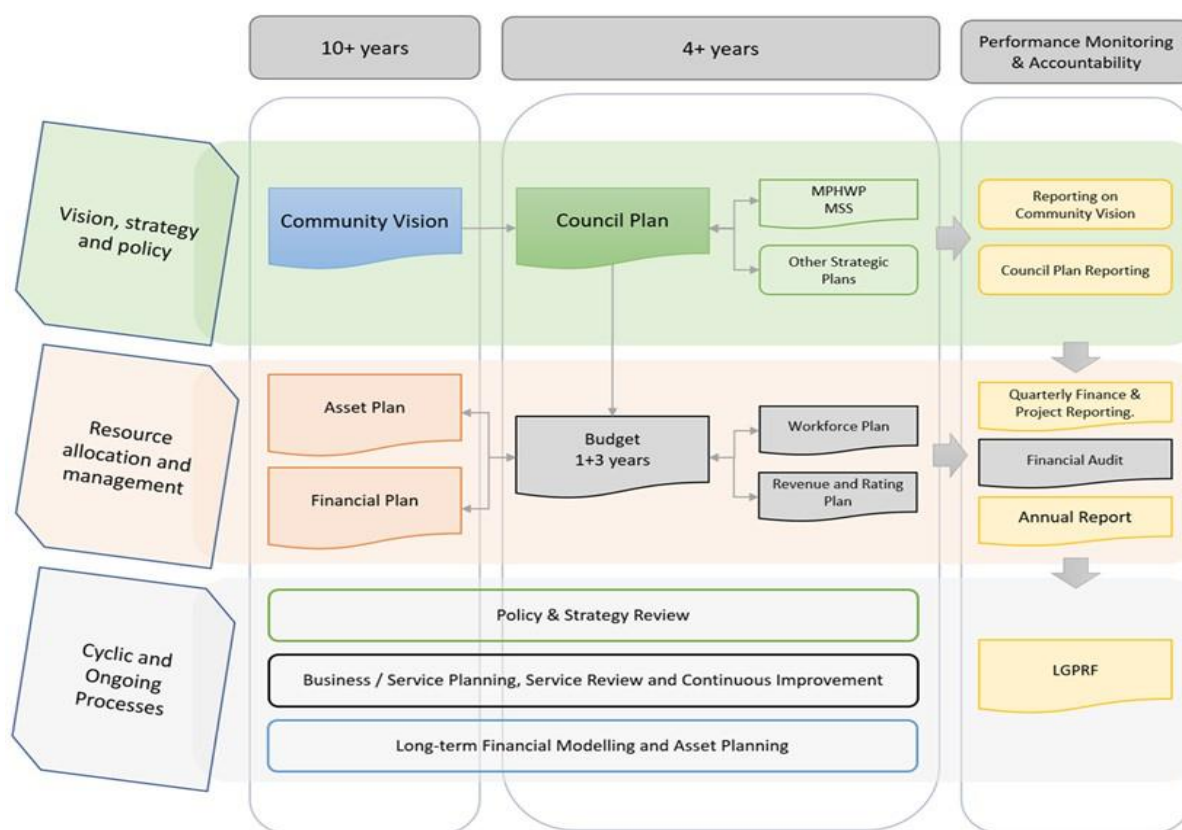 10+ years
4+ years
Performance Monitoring
& Accountability
Vision, strategy
and policy
Community Vision
Council Plan
MPHWP
MSS
Other Strategic
Plans
Reporting on
Community Vision
Council Plan Reporting
Resource
allocation and
management
Asset Plan
Financial Plan
Budget
1+3 years
Workforce Plan
Revenue and Rating
Plan
Quarterly Finance &
Project Reporting.
Financial Audit
Annual Report
Cyclic and
Ongoing
Processes
Policy & Strategy Review
Business / Service Planning, Service Review and Continuous Improvement
Long-term Financial Modelling and Asset Planning
LGPRF